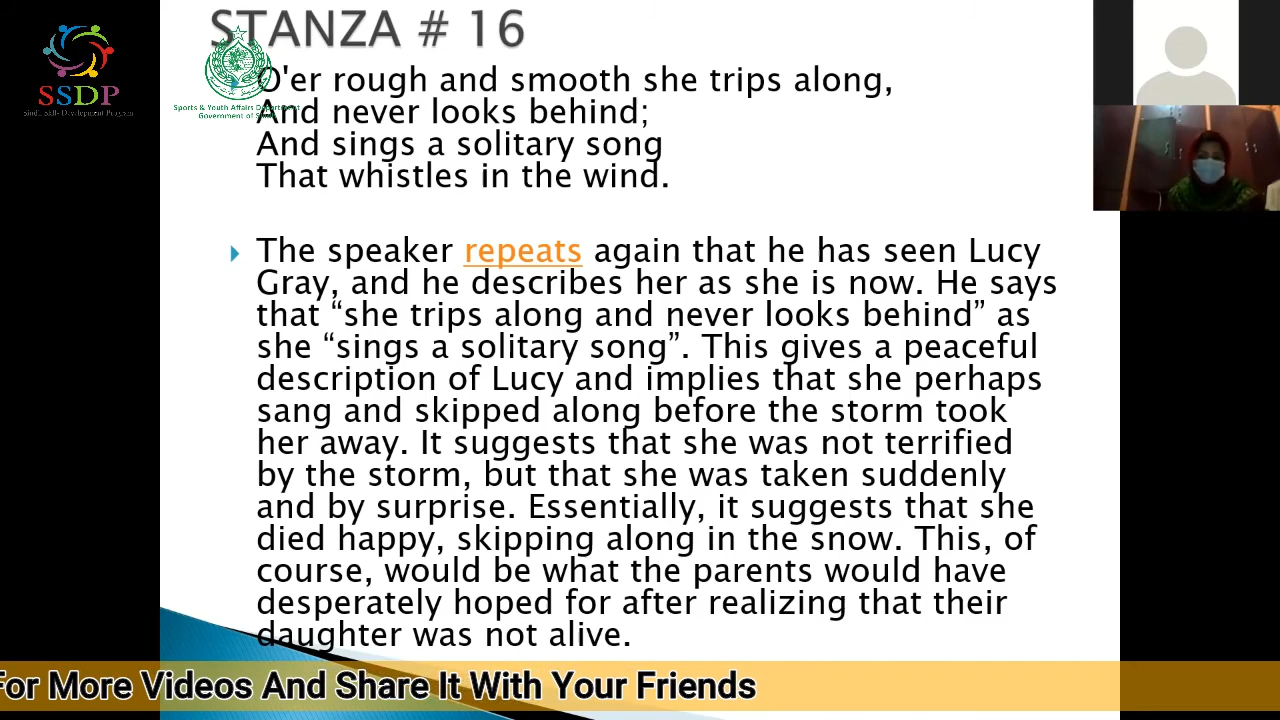 STANZA # 16
O'er rough and smooth she trips along,
And never looks behind;
And sings a solitary song
That whistles in the wind.
The speaker repeats again that he has seen Lucy
Gray, and he describes her as she is now. He says
that “she trips along and never looks behind” as
she “sings a solitary song”. This gives a peaceful
description of Lucy and implies that she perhaps
sang and skipped along before the storm took
her away. It suggests that she was not terrified
by the storm, but that she was taken suddenly
and by surprise. Essentially, it suggests that she
died happy, skipping along in the snow. This, of
course, would be what the parents would have
desperately hoped for after realizing that their
daughter was not alive.
SSDP
Sindh Skills Development Program
Sports & Youth Affairs Department
Government of Sindh
For More Videos And Share It With Your Friends